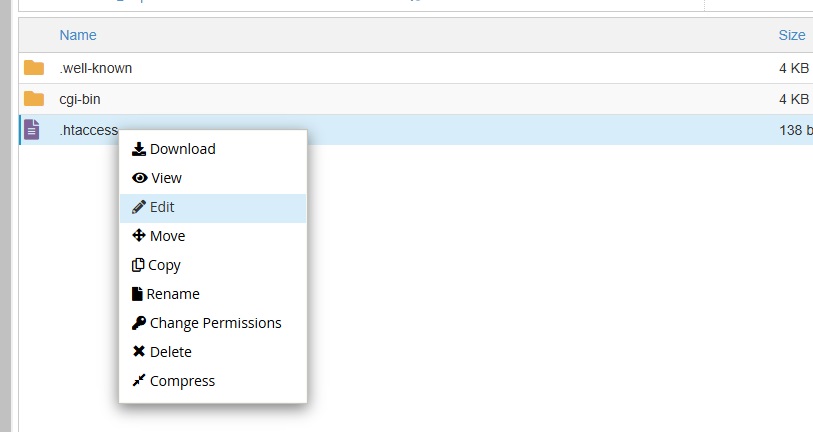 Name Size
.well-known 4 KB
cgi-bin 4 KB
.htaccess 138 b
Download
View
Edit
Move
Copy
Rename
Change Permissions
Delete
Compress